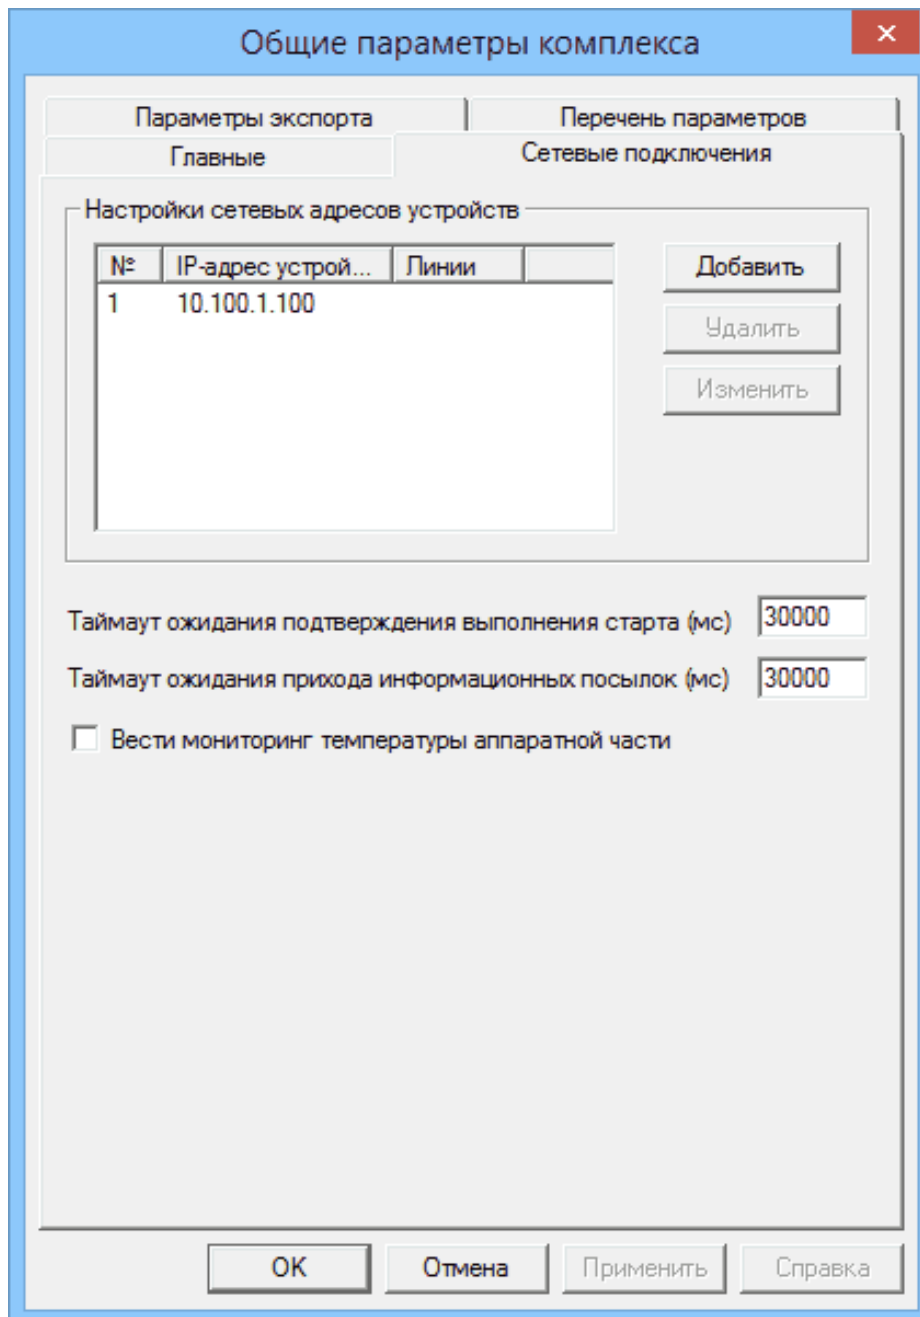 Общие параметры комплекса
Параметры экспорта
Перечень параметров
Главные
Сетевые подключения
Настройки сетевых адресов устройств
№ IP-адрес устрой... Линии
1 10.100.1.100
Добавить
Удалить
Изменить
Таймаут ожидания подтверждения выполнения старта (мс) 30000
Таймаут ожидания прихода информационных посылок (мс) 30000
Вести мониторинг температуры аппаратной части
OK Отмена Применить Справка